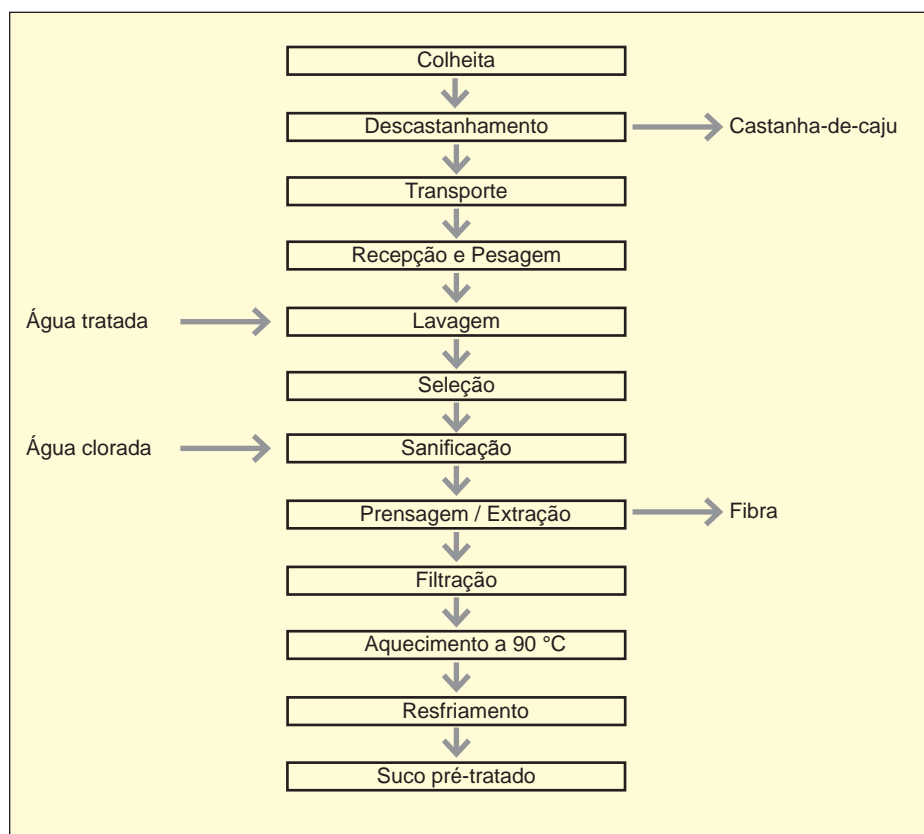 Colheita
Descastanhamento
Castanha-de-caju
Transporte
Recepção e Pesagem
Água tratada
Lavagem
Seleção
Água clorada
Sanificação
Prensagem / Extração
Fibra
Filtração
Aquecimento a 90 °C
Resfriamento
Suco pré-tratado